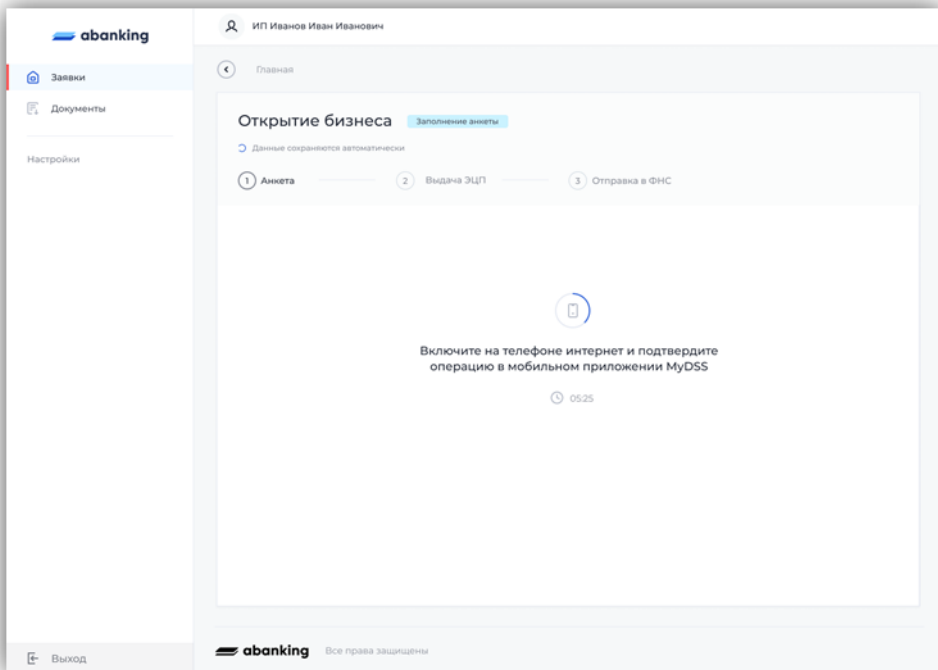 abanking
ИП Иванов Иван Иванович
Заявки
Документы
Настройки
Главная
Открытие бизнеса
Заполнение анкеты
Данные сохраняются автоматически
1 Анкета
2 Выдача ЭЦП
3 Отправка в ФНС
Включите на телефоне интернет и подтвердите
операцию в мобильном приложении MyDSS
05:25
Выход
abanking
Все права защищены